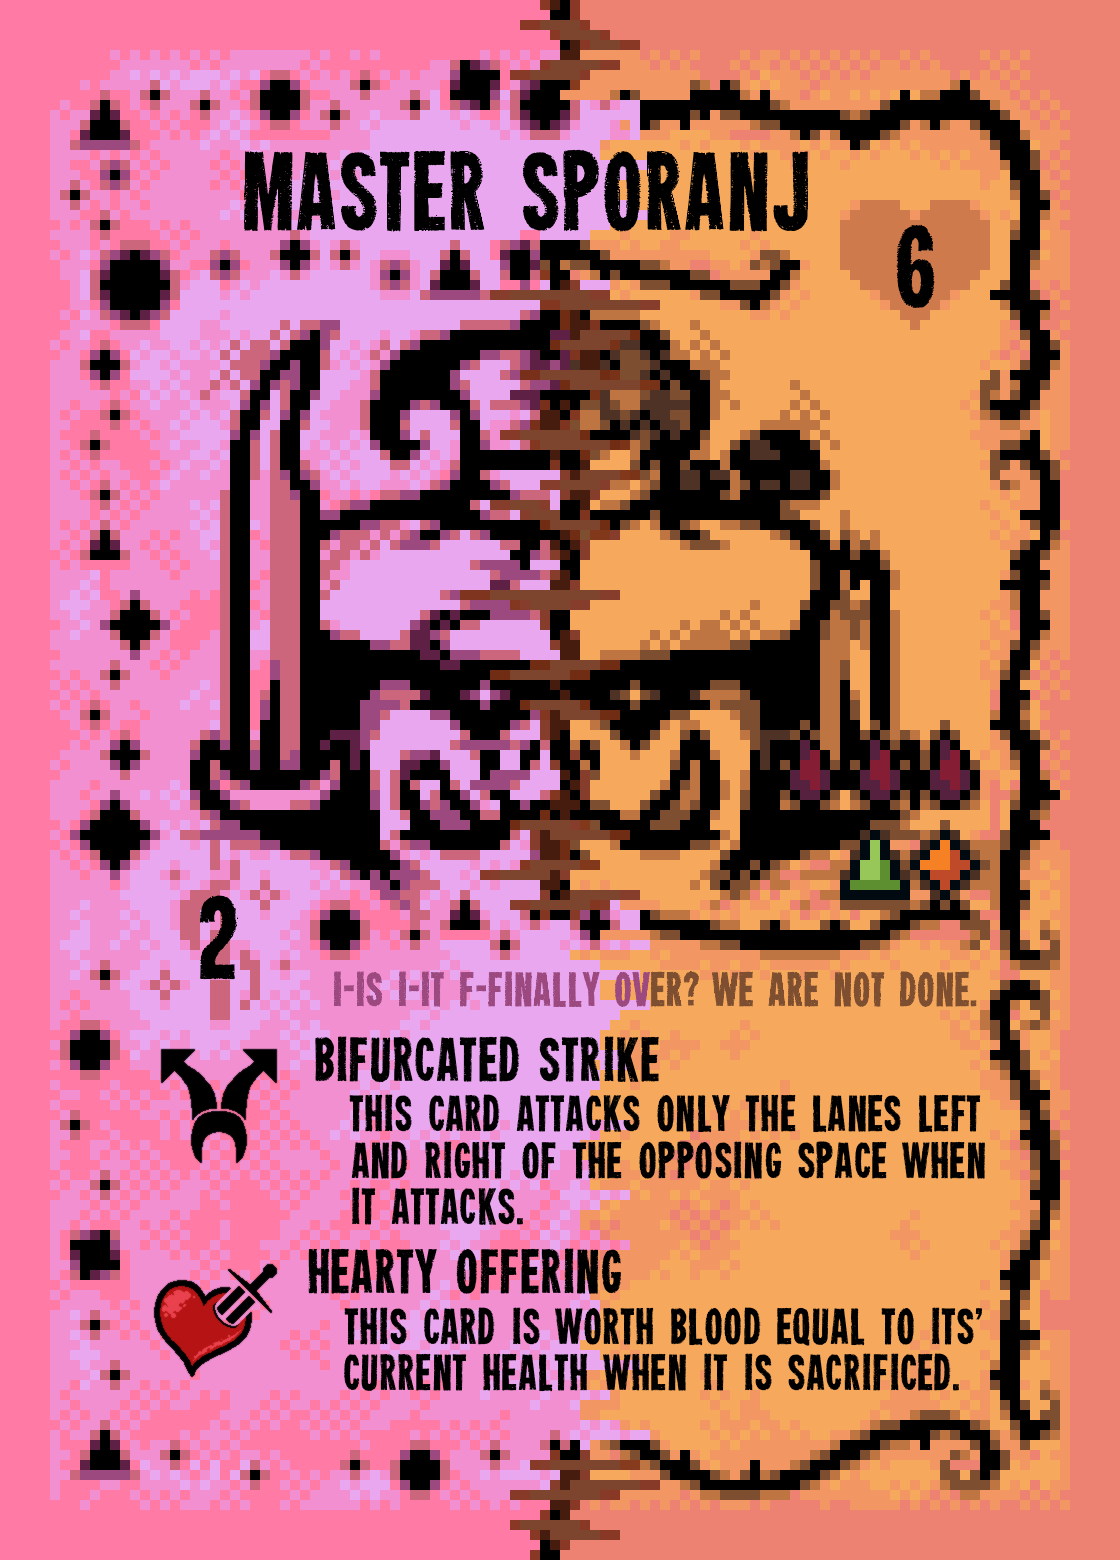 MASTER SPORANJ
6
2
I-IS I-IT F-FINALLY OVER? WE ARE NOT DONE.
BIFURCATED STRIKE
THIS CARD ATTACKS ONLY THE LANES LEFT
AND RIGHT OF THE OPPOSING SPACE WHEN
IT ATTACKS.
HEARTY OFFERING
THIS CARD IS WORTH BLOOD EQUAL TO ITS'
CURRENT HEALTH WHEN IT IS SACRIFICED.